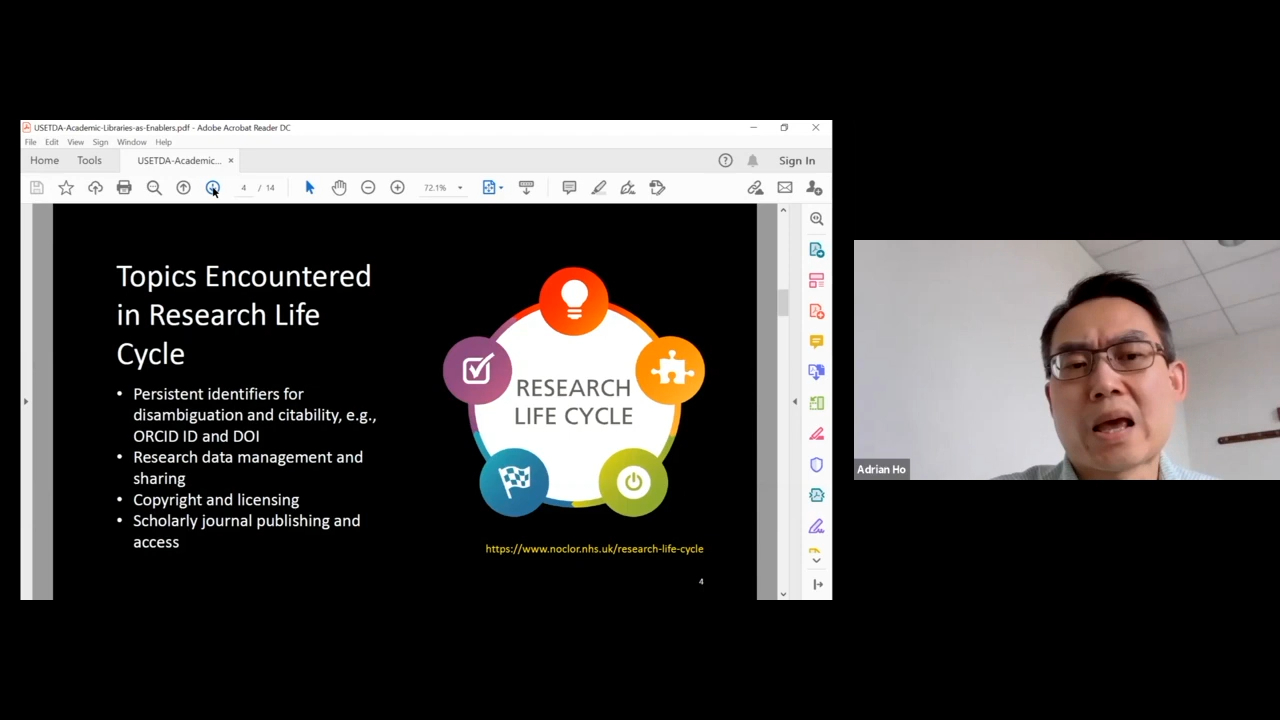 USETDA-Academic-Libraries-as-Enablers.pdf - Adobe Acrobat Reader DC
File Edit View Sign Window Help
Home Tools USETDA-Academic... × Sign In
4 / 14 72.1%
Topics Encountered
in Research Life
Cycle
• Persistent identifiers for
disambiguation and citability, e.g.,
ORCID ID and DOI
• Research data management and
sharing
• Copyright and licensing
• Scholarly journal publishing and
access
RESEARCH
LIFE CYCLE
https://www.noclor.nhs.uk/research-life-cycle
4
Adrian Ho